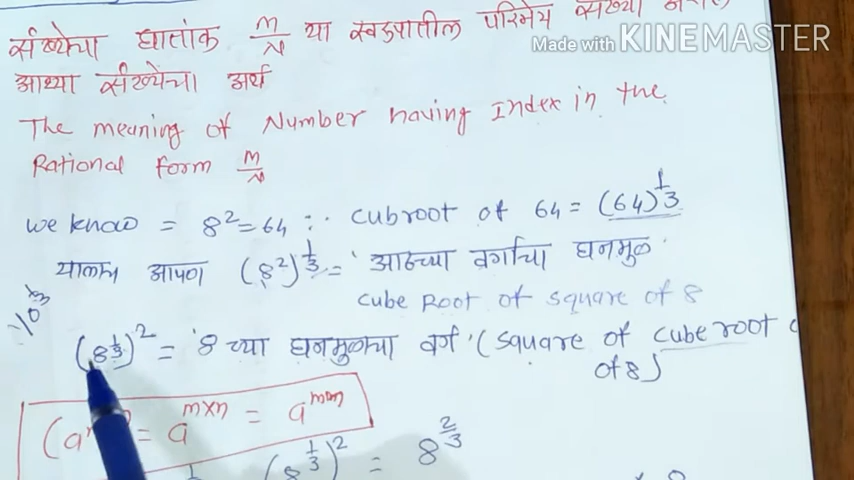 संख्येचा घातांक M/N या स्वरुपातील परिमेय संख्या
Made with KINEMASTER
आश्या संख्येचा अर्थ
The meaning of Number having Index in the
Rational form M/N
we know = 8² = 64 ∴ cubroot of 64 = (64)^1/3
यालाच आपण (8²)^1/3 = 'आठच्या वर्गाचा घनमुळ'
cube Root of square of 8
(8^1/3)² = '8 च्या घनमुळाचा वर्ग' (square of cube root
of 8)
= a^m×n = a^mn
(8^1/3)² = 8^2/3